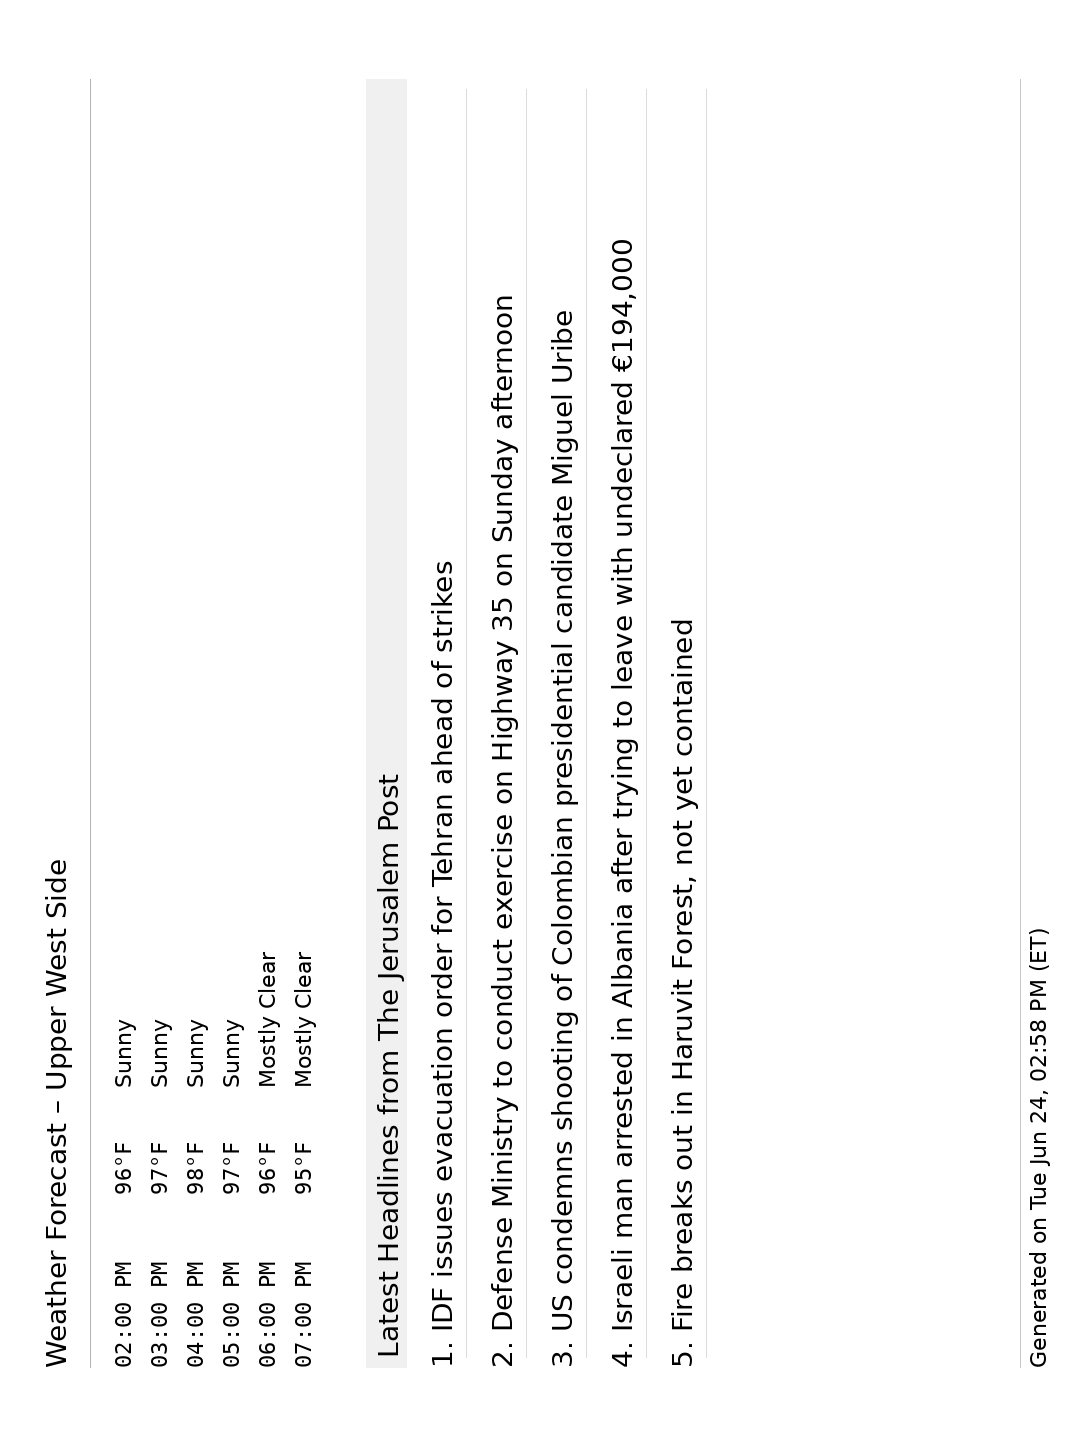 Weather Forecast – Upper West Side
02:00 PM 96°F Sunny
03:00 PM 97°F Sunny
04:00 PM 98°F Sunny
05:00 PM 97°F Sunny
06:00 PM 96°F Mostly Clear
07:00 PM 95°F Mostly Clear
Latest Headlines from The Jerusalem Post
1. IDF issues evacuation order for Tehran ahead of strikes
2. Defense Ministry to conduct exercise on Highway 35 on Sunday afternoon
3. US condemns shooting of Colombian presidential candidate Miguel Uribe
4. Israeli man arrested in Albania after trying to leave with undeclared €194,000
5. Fire breaks out in Haruvit Forest, not yet contained
Generated on Tue Jun 24, 02:58 PM (ET)